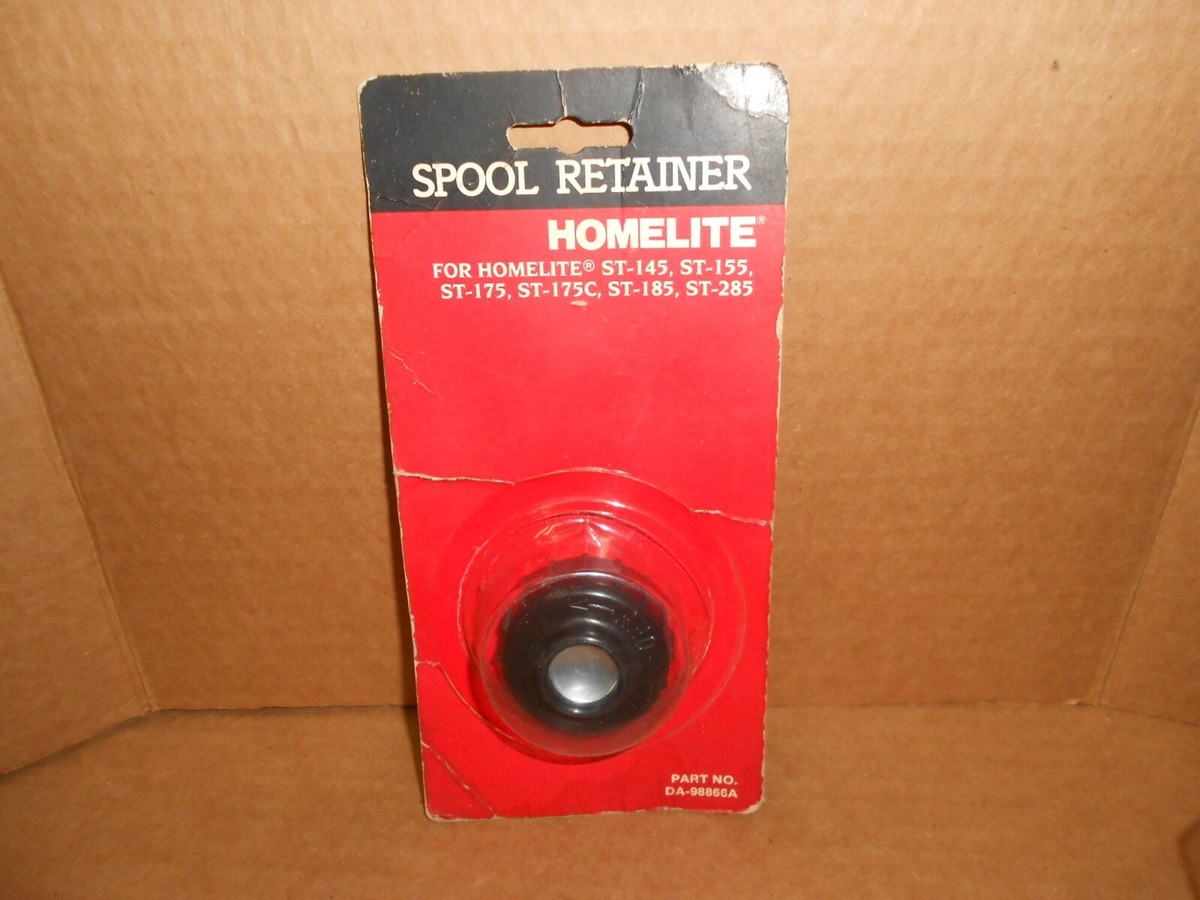 SPOOL RETAINER
HOMELITE®
FOR HOMELITE® ST-145, ST-155,
ST-175, ST-175C, ST-185, ST-285
PART NO.
DA-98866A